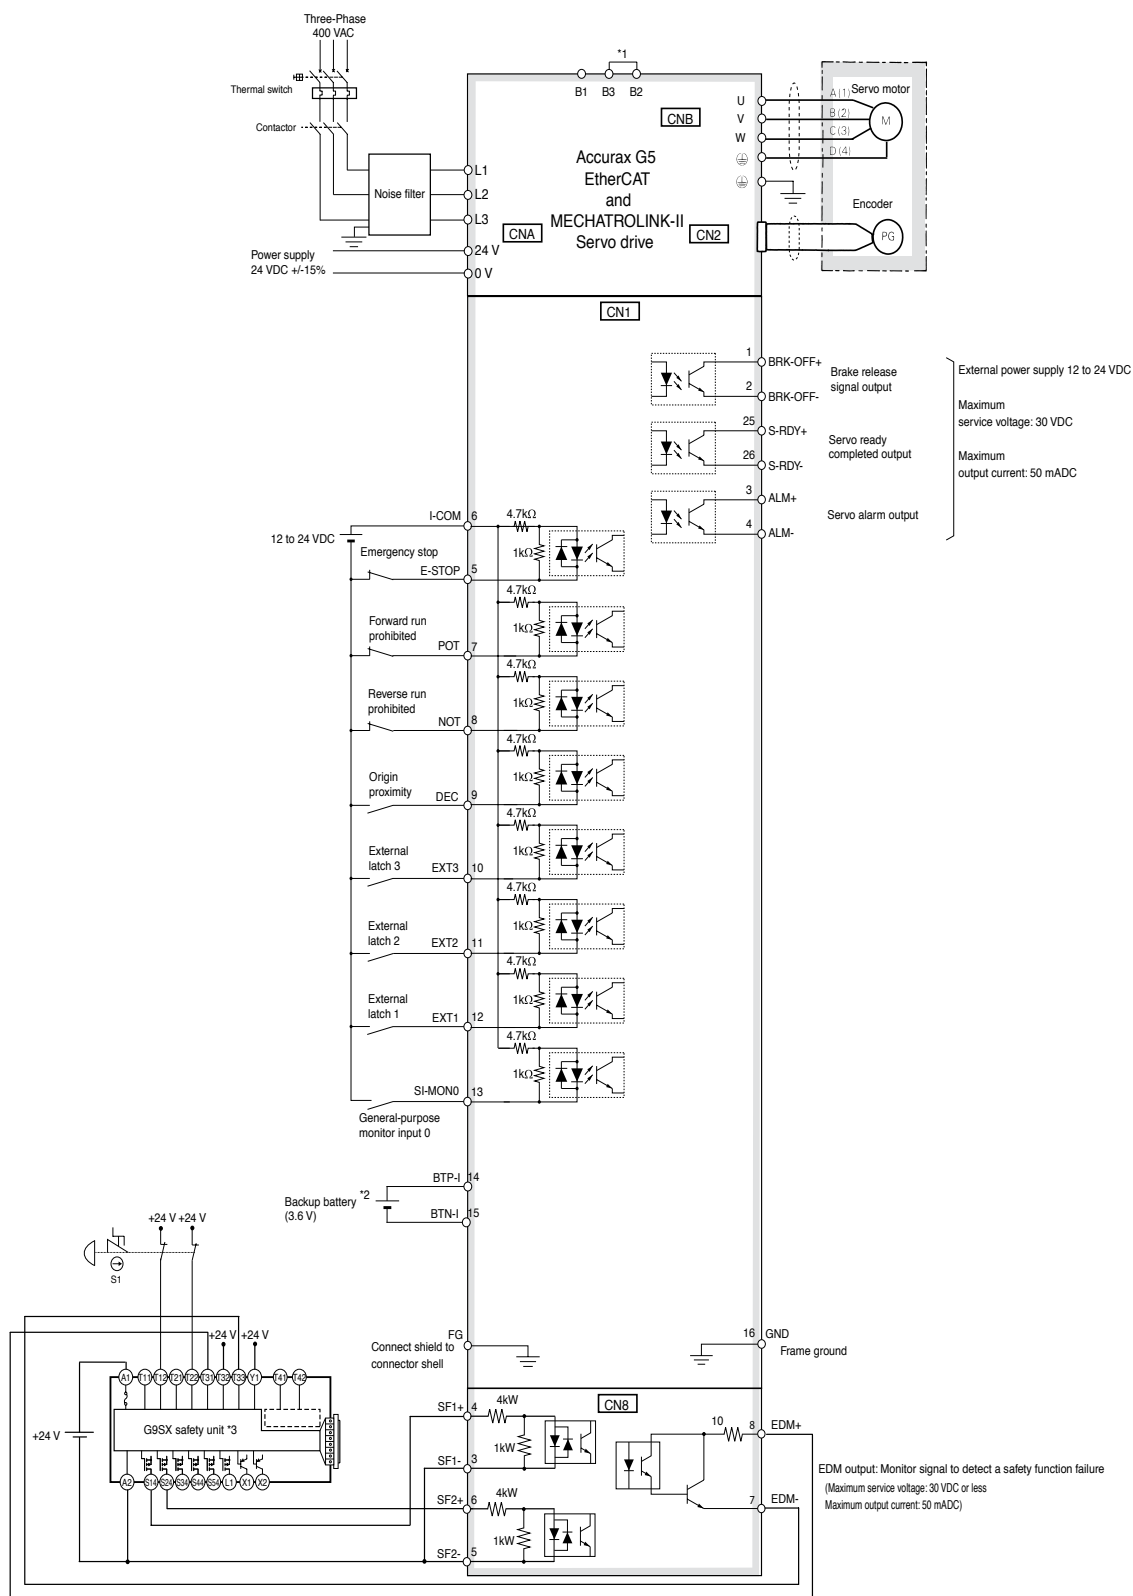 Three-Phase
400 VAC
Thermal switch
Contactor
Noise filter
L1
L2
L3
Power supply
24 VDC +/-15%
24 V
0 V
*1
B1
B3
B2
CNB
Accurax G5
EtherCAT
and
MECHATROLINK-II
Servo drive
CNA
CN2
U
V
W
A (1)
B (2)
C (3)
D (4)
Servo motor
M
Encoder
PG
CN1
1
BRK-OFF+
2
BRK-OFF-
Brake release
signal output
25
S-RDY+
26
S-RDY-
Servo ready
completed output
3
ALM+
4
ALM-
Servo alarm output
External power supply 12 to 24 VDC
Maximum
service voltage: 30 VDC
Maximum
output current: 50 mADC
12 to 24 VDC
I-COM
6
4.7kΩ
1kΩ
Emergency stop
E-STOP
5
4.7kΩ
1kΩ
Forward run
prohibited
POT
7
4.7kΩ
1kΩ
Reverse run
prohibited
NOT
8
4.7kΩ
1kΩ
Origin
proximity
DEC
9
4.7kΩ
1kΩ
External
latch 3
EXT3
10
4.7kΩ
1kΩ
External
latch 2
EXT2
11
4.7kΩ
1kΩ
External
latch 1
EXT1
12
4.7kΩ
1kΩ
SI-MON0
13
General-purpose
monitor input 0
BTP-I
14
Backup battery *2
(3.6 V)
BTN-I
15
+24 V
+24 V
S1
+24 V
+24 V
FG
Connect shield to
connector shell
16
GND
Frame ground
A1
T11
T12
T21
T22
T31
T32
T33
Y1
T41
T42
+24 V
G9SX safety unit *3
A2
S14
S24
S34
S44
S54
L1
X1
X2
CN8
SF1+
4
4kW
1kW
SF1-
3
SF2+
6
4kW
1kW
SF2-
5
10
8
EDM+
7
EDM-
EDM output: Monitor signal to detect a safety function failure
(Maximum service voltage: 30 VDC or less
Maximum output current: 50 mADC)